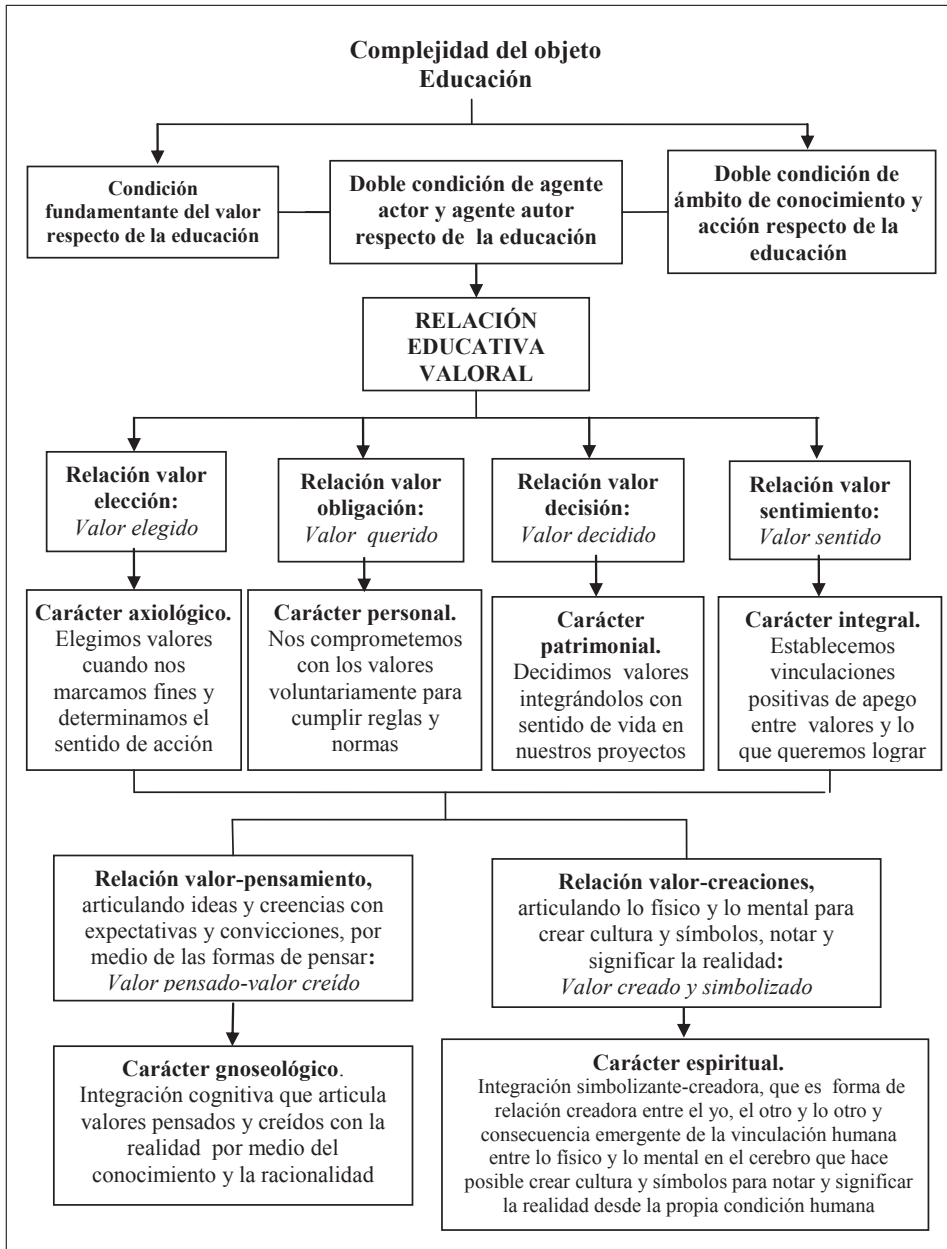 Complejidad del objeto
Educación
Condición
fundamentante del valor
respecto de la educación
Doble condición de agente
actor y agente autor
respecto de la educación
Doble condición de
ámbito de conocimiento y
acción respecto de la
educación
RELACIÓN
EDUCATIVA
VALORAL
Relación valor
elección:
Valor elegido
Relación valor
obligación:
Valor querido
Relación valor
decisión:
Valor decidido
Relación valor
sentimiento:
Valor sentido
Carácter axiológico.
Elegimos valores
cuando nos
marcamos fines y
determinamos el
sentido de acción
Carácter personal.
Nos comprometemos
con los valores
voluntariamente para
cumplir reglas y
normas
Carácter
patrimonial.
Decidimos valores
integrándolos con
sentido de vida en
nuestros proyectos
Carácter integral.
Establecemos
vinculaciones
positivas de apego
entre valores y lo
que queremos lograr
Relación valor-pensamiento,
articulando ideas y creencias con
expectativas y convicciones, por
medio de las formas de pensar:
Valor pensado-valor creído
Relación valor-creaciones,
articulando lo físico y lo mental para
crear cultura y símbolos, notar y
significar la realidad:
Valor creado y simbolizado
Carácter gnoseológico.
Integración cognitiva que articula
valores pensados y creídos con la
realidad por medio del
conocimiento y la racionalidad
Carácter espiritual.
Integración simbolizante-creadora, que es forma de
relación creadora entre el yo, el otro y lo otro y
consecuencia emergente de la vinculación humana
entre lo físico y lo mental en el cerebro que hace
posible crear cultura y símbolos para notar y significar
la realidad desde la propia condición humana